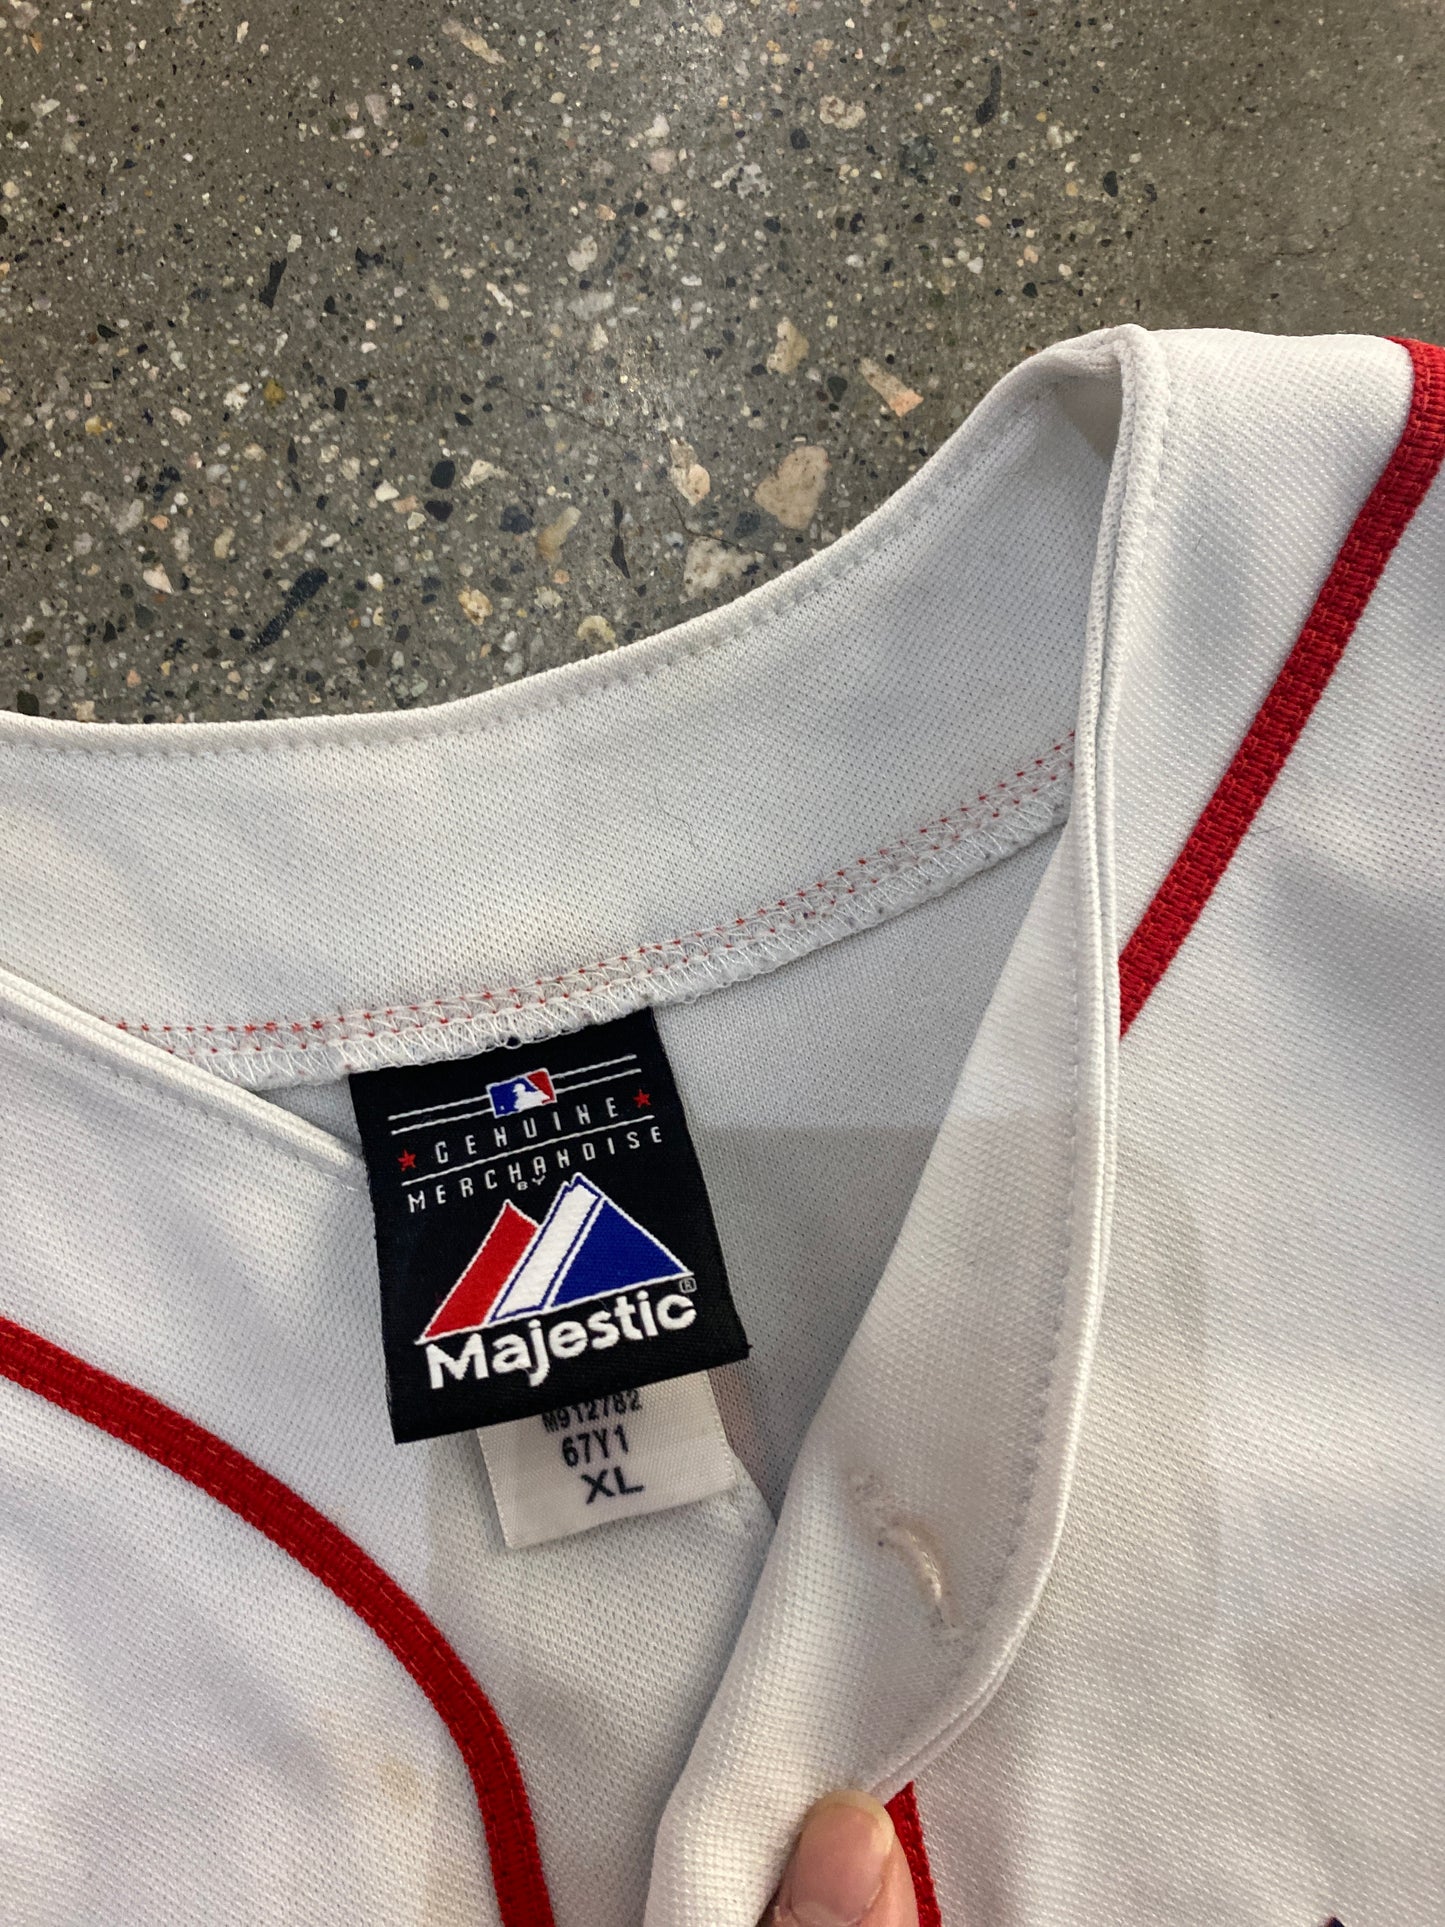 GENUINE
MERCHANDISE
BY
Majestic®
M912782
67Y1
XL